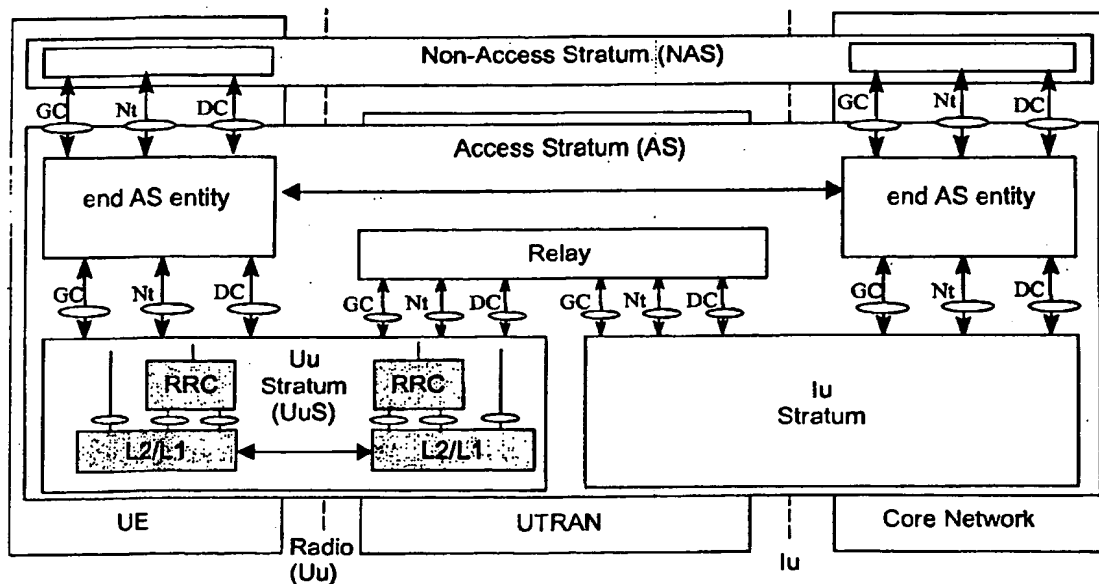 Non-Access Stratum (NAS)
GC Nt DC
GC Nt DC
Access Stratum (AS)
end AS entity
end AS entity
Relay
GC Nt DC
GC Nt DC
GC Nt DC
GC Nt DC
Uu
Stratum
(UuS)
RRC
RRC
L2/L1
L2/L1
Iu
Stratum
UE
UTRAN
Core Network
Radio
(Uu)
Iu